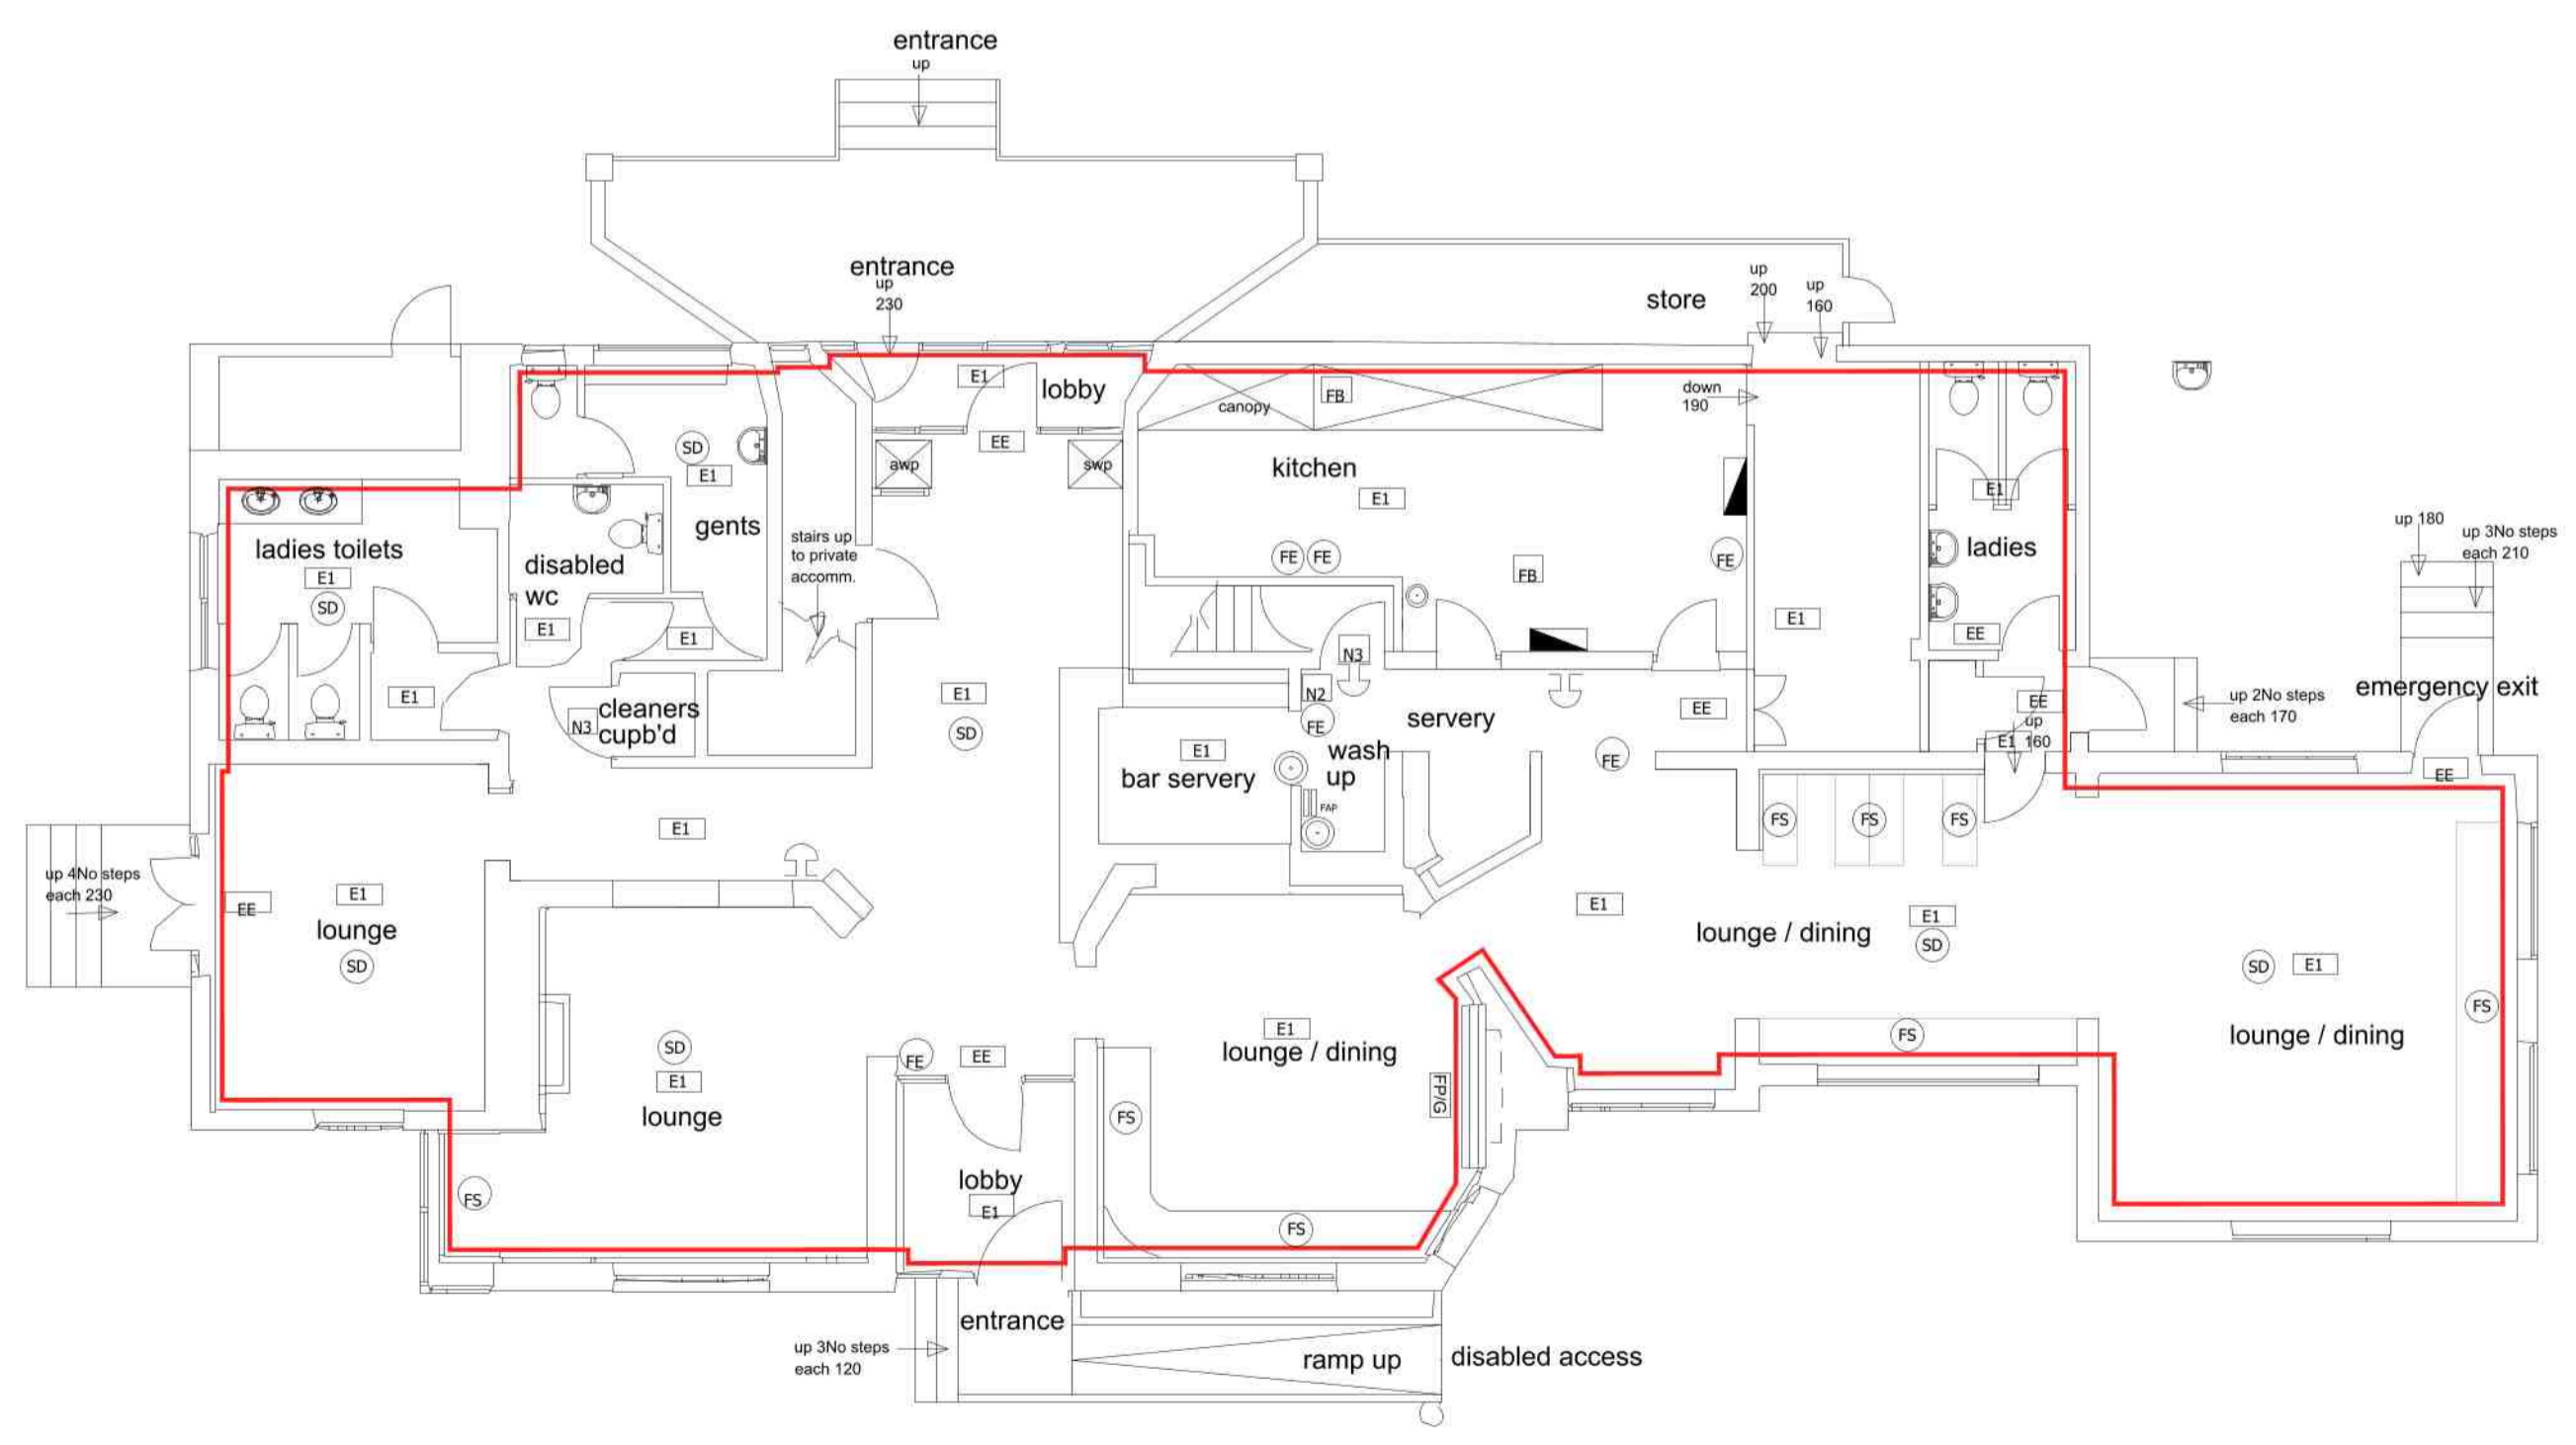 entrance
up
entrance
up
230
store
up
200
up
160
E1
lobby
canopy
FB
down
190
SD
E1
EE
awp
swp
kitchen
E1
E1
gents
ladies toilets
E1
SD
disabled
wc
E1
E1
stairs up
to private
accomm.
FE
FE
FB
FE
ladies
EE
E1
up 180
up 3No steps
each 210
emergency exit
EE
up 2No steps
each 170
EE
up
160
E1
E1
N3
cleaners
cupb'd
E1
SD
N3
N2
FE
servery
EE
E1
bar servery
wash
up
FAP
FE
E1
up 4No steps
each 230
EE
E1
lounge
SD
FS
FS
FS
E1
lounge / dining
E1
SD
SD
E1
FS
lounge / dining
FS
SD
E1
lounge
FS
FE
EE
lobby
E1
E1
lounge / dining
FP/G
FS
FS
entrance
up 3No steps
each 120
ramp up
disabled access